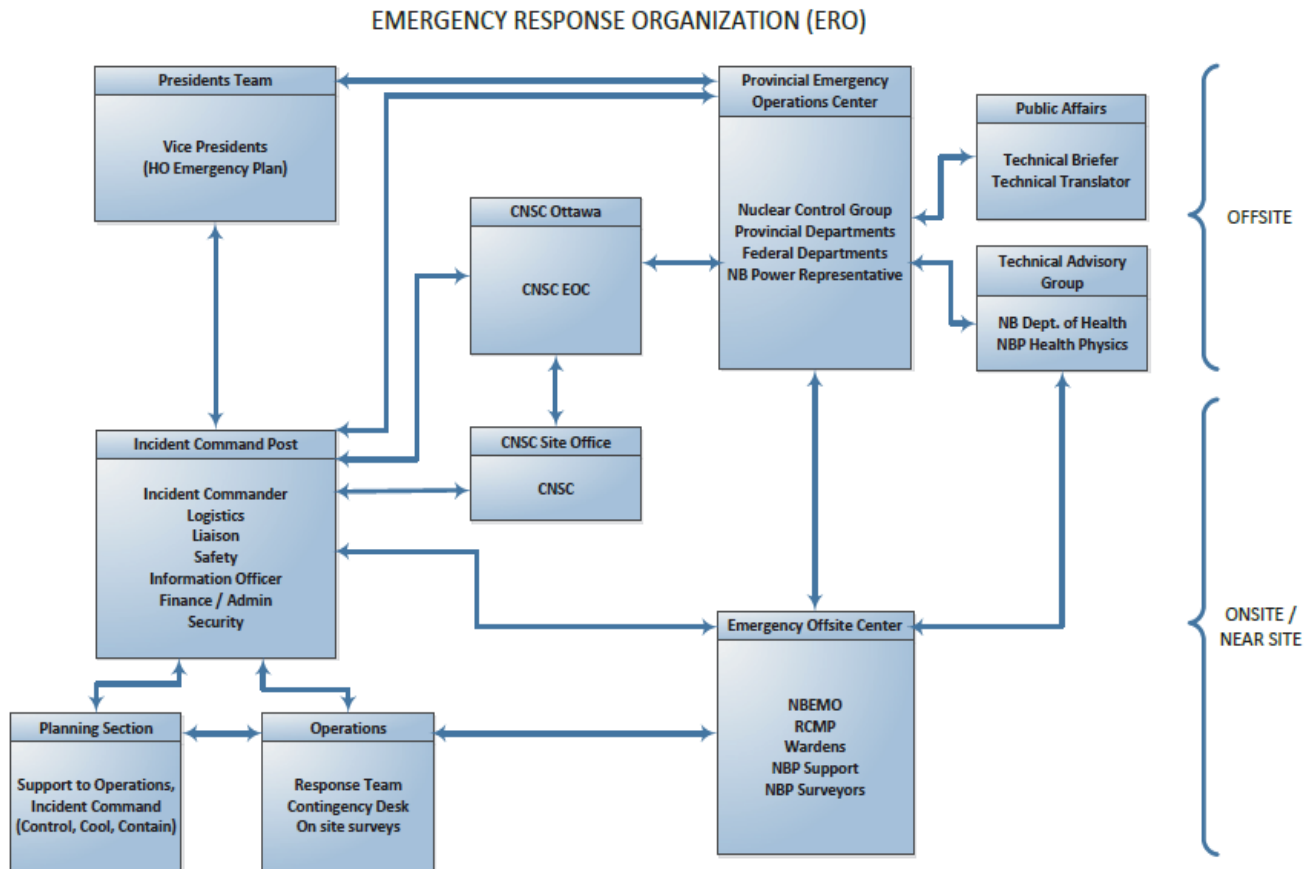 EMERGENCY RESPONSE ORGANIZATION (ERO)
Presidents Team
Vice Presidents
(HO Emergency Plan)
Provincial Emergency
Operations Center
Nuclear Control Group
Provincial Departments
Federal Departments
NB Power Representative
Public Affairs
Technical Briefer
Technical Translator
Technical Advisory
Group
NB Dept. of Health
NBP Health Physics
OFFSITE
CNSC Ottawa
CNSC EOC
CNSC Site Office
CNSC
Incident Command Post
Incident Commander
Logistics
Liaison
Safety
Information Officer
Finance / Admin
Security
Emergency Offsite Center
NBEMO
RCMP
Wardens
NBP Support
NBP Surveyors
ONSITE /
NEAR SITE
Planning Section
Support to Operations,
Incident Command
(Control, Cool, Contain)
Operations
Response Team
Contingency Desk
On site surveys